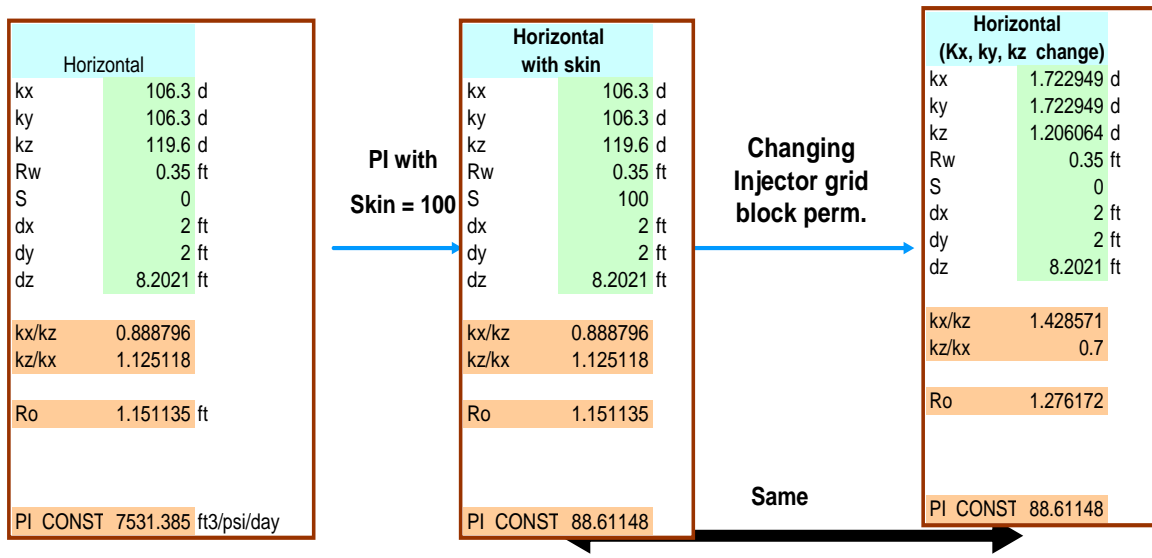 Horizontal
kx 106.3 d
ky 106.3 d
kz 119.6 d
Rw 0.35 ft
S 0
dx 2 ft
dy 2 ft
dz 8.2021 ft
kx/kz 0.888796
kz/kx 1.125118
Ro 1.151135 ft
PI CONST 7531.385 ft3/psi/day
PI with
Skin = 100
Horizontal
with skin
kx 106.3 d
ky 106.3 d
kz 119.6 d
Rw 0.35 ft
S 100
dx 2 ft
dy 2 ft
dz 8.2021 ft
kx/kz 0.888796
kz/kx 1.125118
Ro 1.151135
PI CONST 88.61148
Changing
Injector grid
block perm.
Same
Horizontal
(Kx, ky, kz change)
kx 1.722949 d
ky 1.722949 d
kz 1.206064 d
Rw 0.35 ft
S 0
dx 2 ft
dy 2 ft
dz 8.2021 ft
kx/kz 1.428571
kz/kx 0.7
Ro 1.276172
PI CONST 88.61148